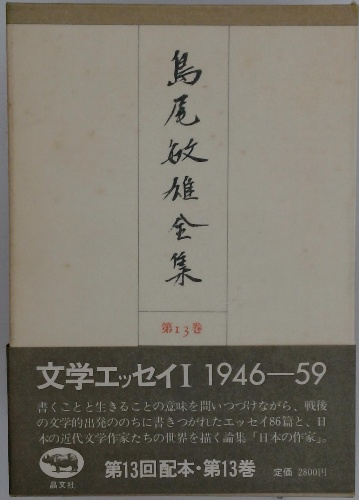 島尾敏雄全集
第13巻
文学エッセイI 1946—59
書くことと生きることの意味を問いつづけながら、戦後
の文学的出発ののちに書きつがれたエッセイ86篇と、日
本の近代文学作家たちの世界を描く論集「日本の作家」。
第13回配本・第13巻
定価 2800円
晶文社